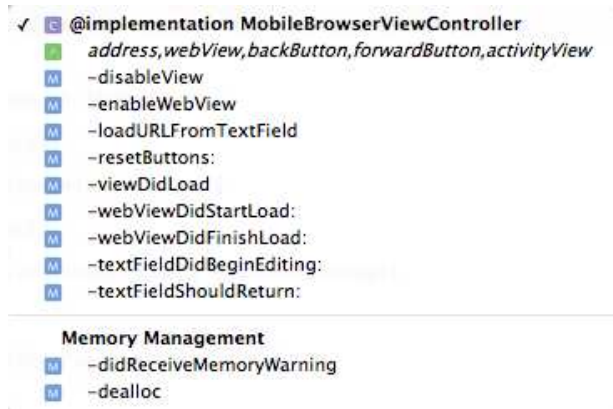 ✓ C @implementation MobileBrowserViewController
P address,webView,backButton,forwardButton,activityView
M -disableView
M -enableWebView
M -loadURLFromTextField
M -resetButtons:
M -viewDidLoad
M -webViewDidStartLoad:
M -webViewDidFinishLoad:
M -textFieldDidBeginEditing:
M -textFieldShouldReturn:
Memory Management
M -didReceiveMemoryWarning
M -dealloc